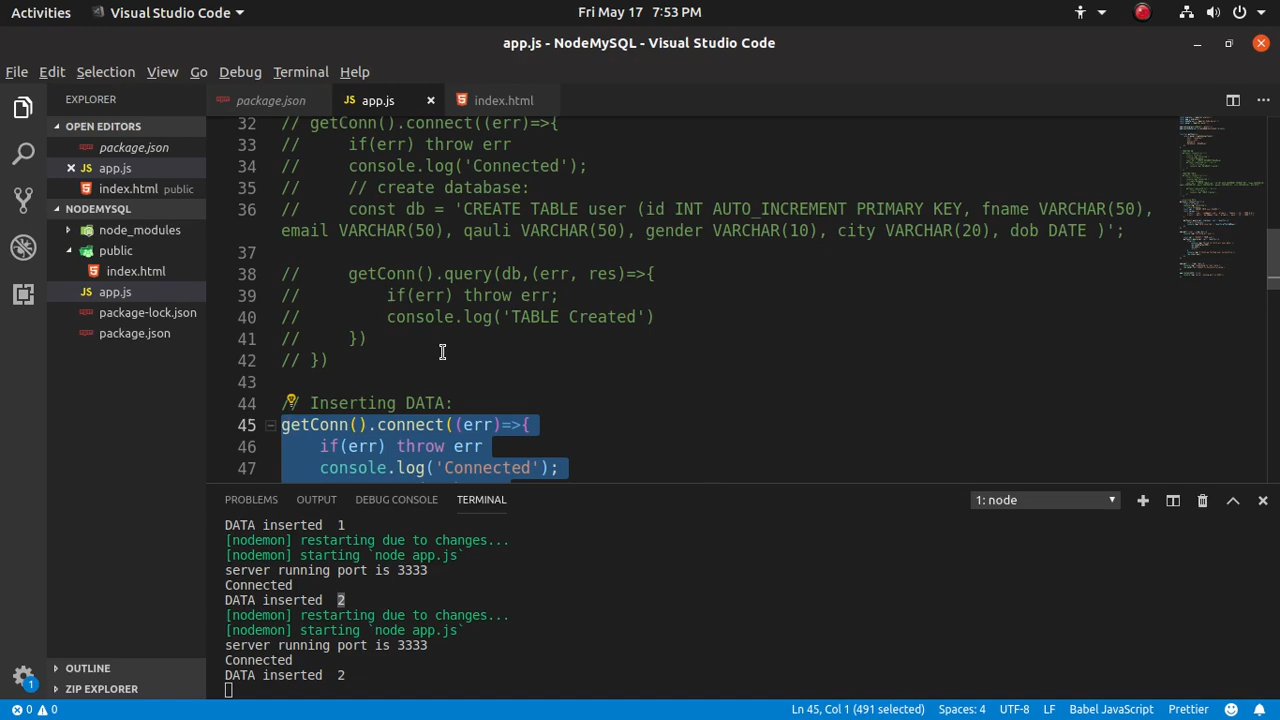 Activities
Visual Studio Code
Fri May 17 7:53 PM
app.js - NodeMySQL - Visual Studio Code
File Edit Selection View Go Debug Terminal Help
EXPLORER
OPEN EDITORS
package.json
app.js
index.html public
NODEMYSQL
node_modules
public
index.html
app.js
package-lock.json
package.json
OUTLINE
ZIP EXPLORER
1
package.json
app.js
index.html
32 // getConn().connect((err)=>{
33 // if(err) throw err
34 // console.log('Connected');
35 // // create database:
36 // const db = 'CREATE TABLE user (id INT AUTO_INCREMENT PRIMARY KEY, fname VARCHAR(50),
email VARCHAR(50), qauli VARCHAR(50), gender VARCHAR(10), city VARCHAR(20), dob DATE )';
37
38 // getConn().query(db,(err, res)=>{
39 // if(err) throw err;
40 // console.log('TABLE Created')
41 // })
42 // })
43
44 // Inserting DATA:
45 getConn().connect((err)=>{
46 if(err) throw err
47 console.log('Connected');
PROBLEMS OUTPUT DEBUG CONSOLE TERMINAL
1: node
DATA inserted 1
[nodemon] restarting due to changes...
[nodemon] starting `node app.js`
server running port is 3333
Connected
DATA inserted 2
[nodemon] restarting due to changes...
[nodemon] starting `node app.js`
server running port is 3333
Connected
DATA inserted 2
0 0
Ln 45, Col 1 (491 selected)
Spaces: 4
UTF-8
LF
Babel JavaScript
Prettier